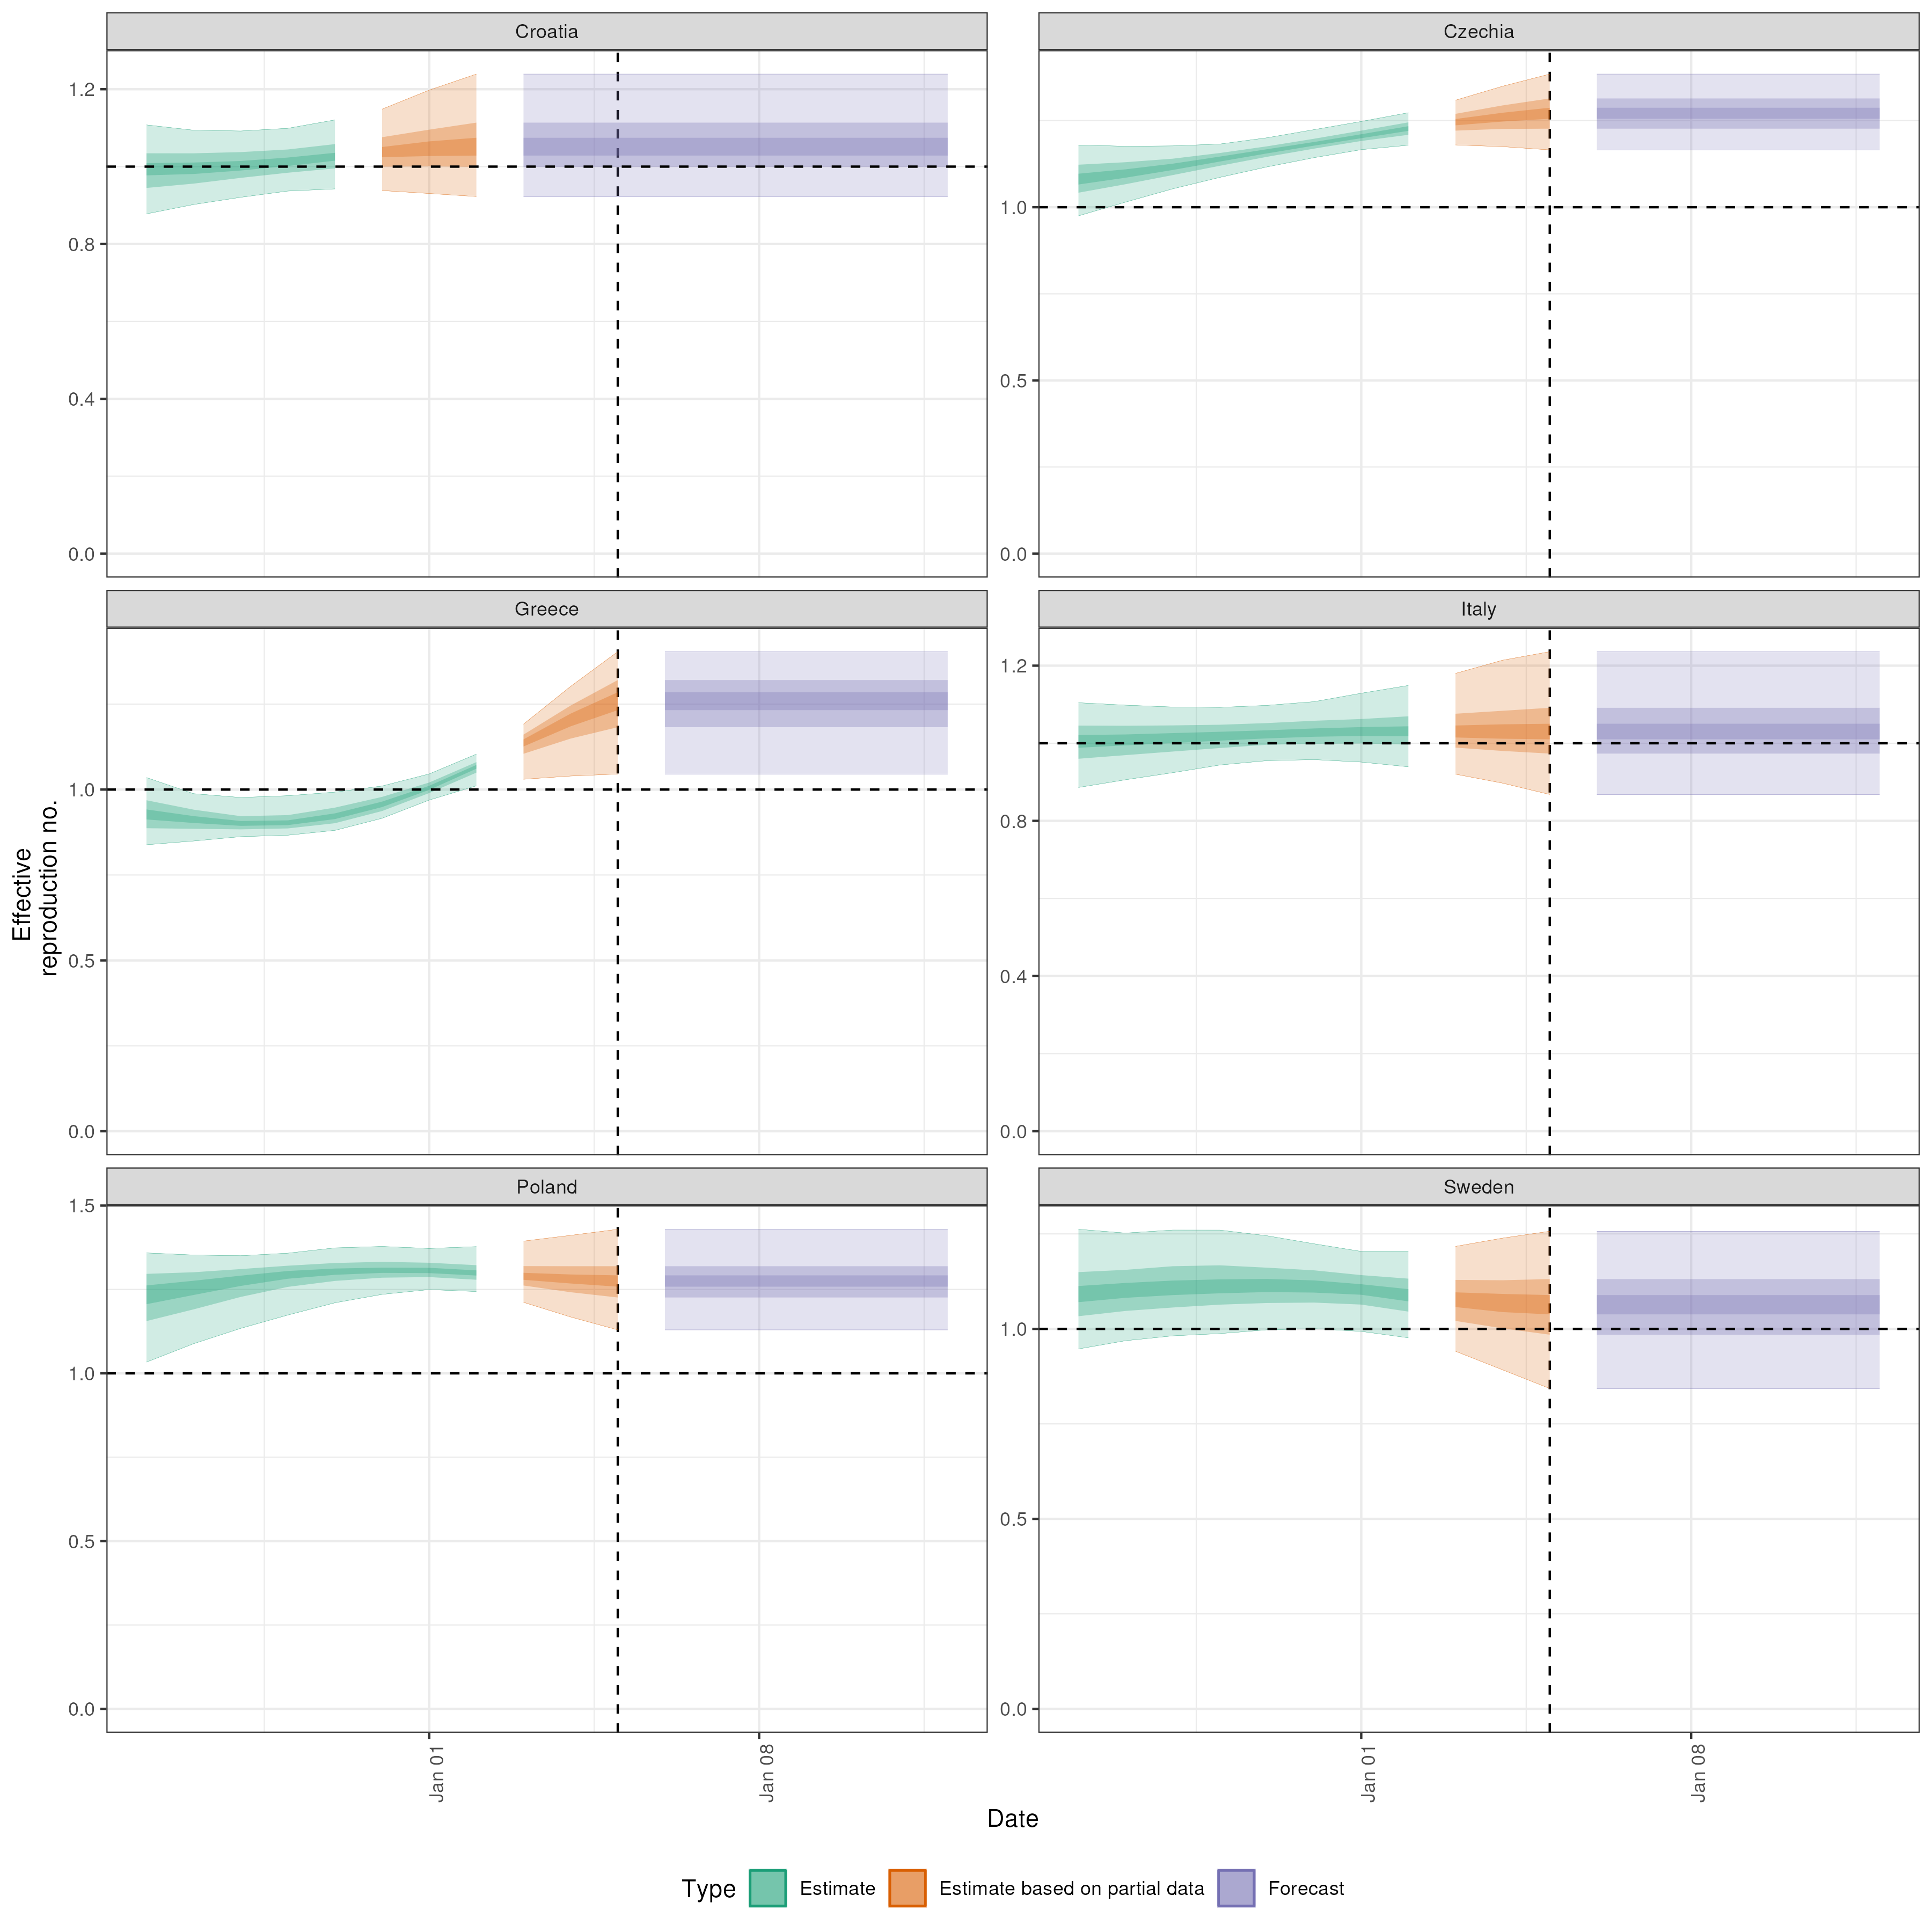 Croatia
Czechia
1.2
0.8
0.4
0.0
1.0
0.5
0.0
Greece
Italy
1.0
0.5
0.0
1.2
0.8
0.4
0.0
Effective
reproduction no.
Poland
Sweden
1.5
1.0
0.5
0.0
1.0
0.5
0.0
Jan 01
Jan 08
Jan 01
Jan 08
Date
Type Estimate Estimate based on partial data Forecast